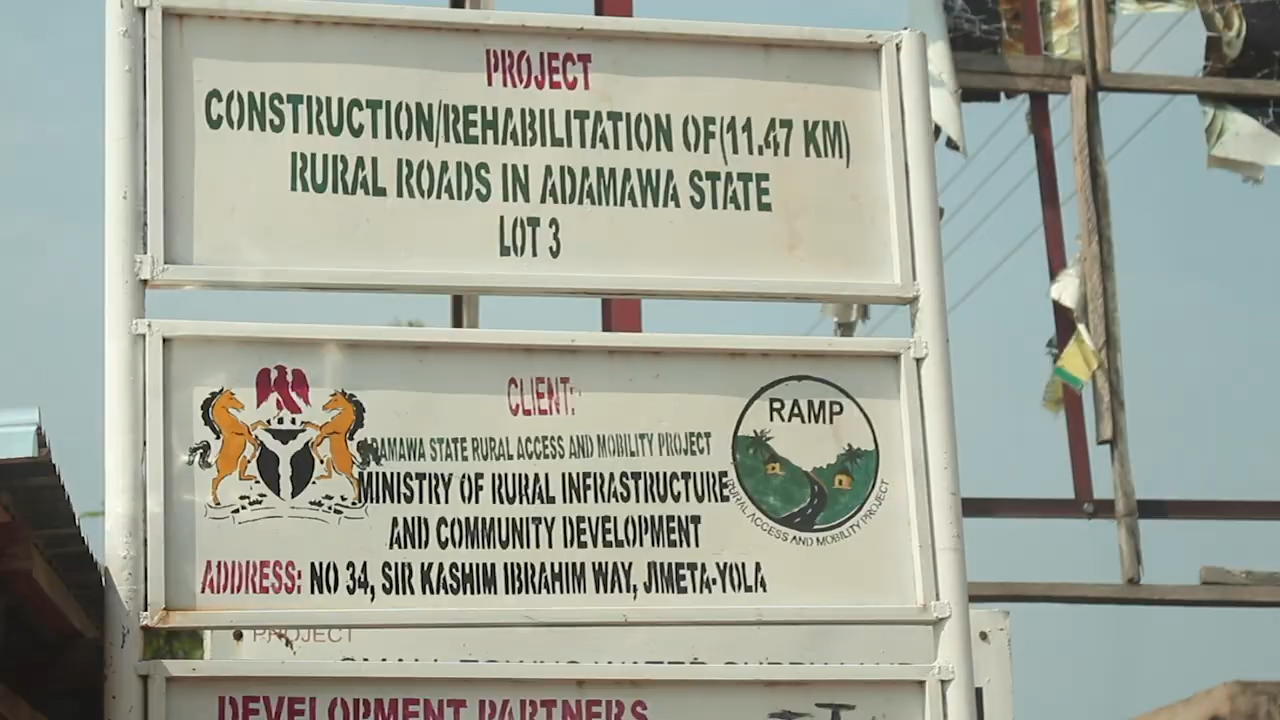 PROJECT
CONSTRUCTION/REHABILITATION OF(11.47 KM)
RURAL ROADS IN ADAMAWA STATE
LOT 3
CLIENT:
ADAMAWA STATE RURAL ACCESS AND MOBILITY PROJECT
MINISTRY OF RURAL INFRASTRUCTURE
AND COMMUNITY DEVELOPMENT
ADDRESS: NO 34, SIR KASHIM IBRAHIM WAY, JIMETA-YOLA
RAMP
RURAL ACCESS AND MOBILITY PROJECT
PROJECT
DEVELOPMENT PARTNERS